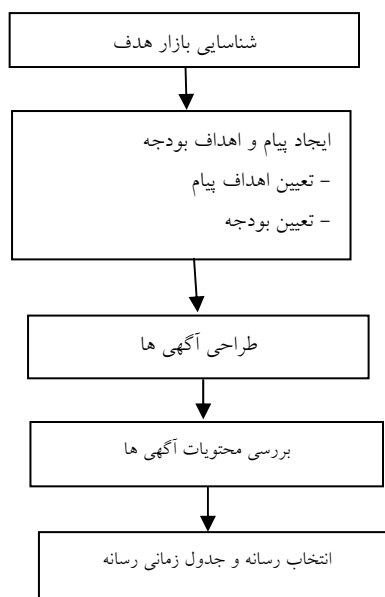 شناسایی بازار هدف
ایجاد پیام و اهداف بودجه
- تعیین اهداف پیام
- تعیین بودجه
طراحی آگهی ها
بررسی محتویات آگهی ها
انتخاب رسانه و جدول زمانی رسانه